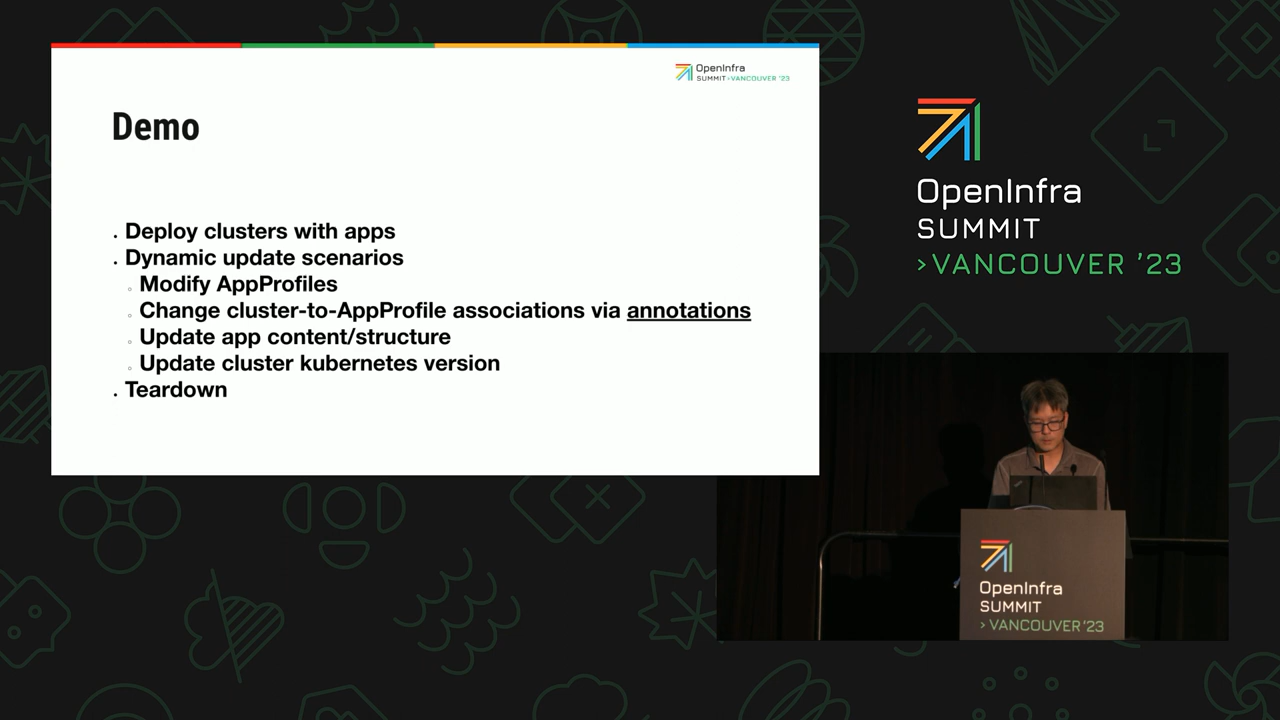 OpenInfra
SUMMIT >VANCOUVER '23
Demo
Deploy clusters with apps
Dynamic update scenarios
Modify AppProfiles
Change cluster-to-AppProfile associations via annotations
Update app content/structure
Update cluster kubernetes version
Teardown
OpenInfra
SUMMIT
>VANCOUVER '23
OpenInfra
SUMMIT
> VANCOUVER '23